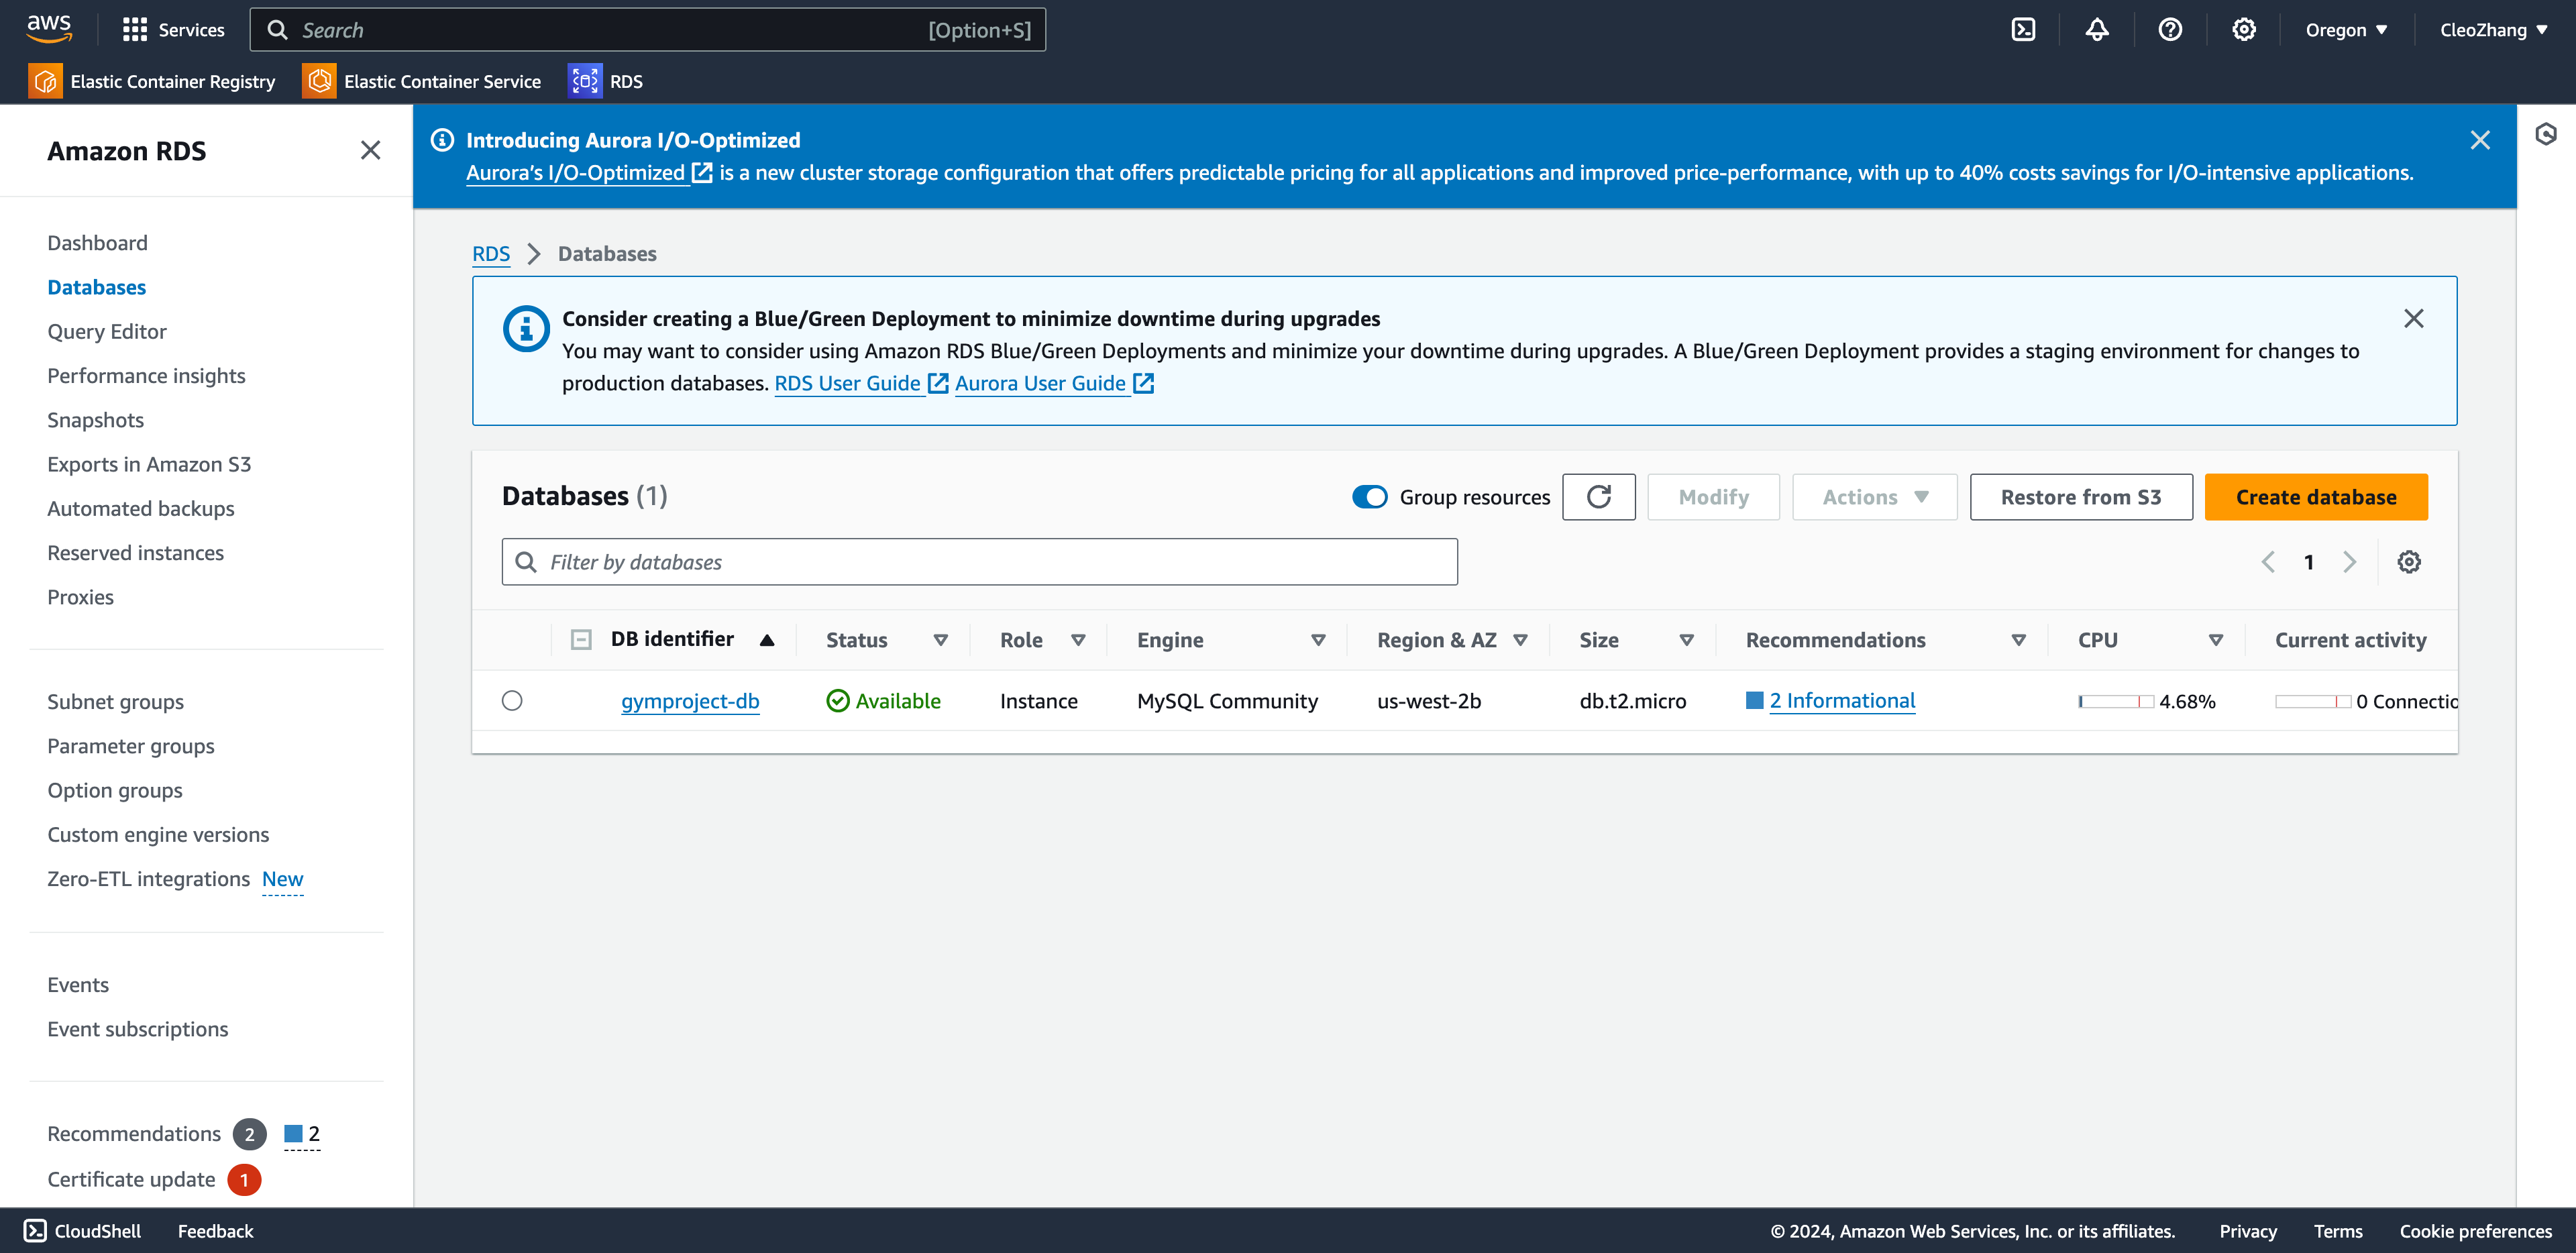 aws
Services
Search
[Option+S]
Oregon
CleoZhang
Elastic Container Registry
Elastic Container Service
RDS
Amazon RDS
Dashboard
Databases
Query Editor
Performance insights
Snapshots
Exports in Amazon S3
Automated backups
Reserved instances
Proxies
Subnet groups
Parameter groups
Option groups
Custom engine versions
Zero-ETL integrations New
Events
Event subscriptions
Recommendations 2 2
Certificate update 1
Introducing Aurora I/O-Optimized
Aurora's I/O-Optimized is a new cluster storage configuration that offers predictable pricing for all applications and improved price-performance, with up to 40% costs savings for I/O-intensive applications.
RDS Databases
Consider creating a Blue/Green Deployment to minimize downtime during upgrades
You may want to consider using Amazon RDS Blue/Green Deployments and minimize your downtime during upgrades. A Blue/Green Deployment provides a staging environment for changes to
production databases. RDS User Guide Aurora User Guide
Databases (1)
Group resources
Modify
Actions
Restore from S3
Create database
Filter by databases
1
DB identifier Status Role Engine Region & AZ Size Recommendations CPU Current activity
gymproject-db Available Instance MySQL Community us-west-2b db.t2.micro 2 Informational 4.68% 0 Connectio
CloudShell Feedback © 2024, Amazon Web Services, Inc. or its affiliates. Privacy Terms Cookie preferences